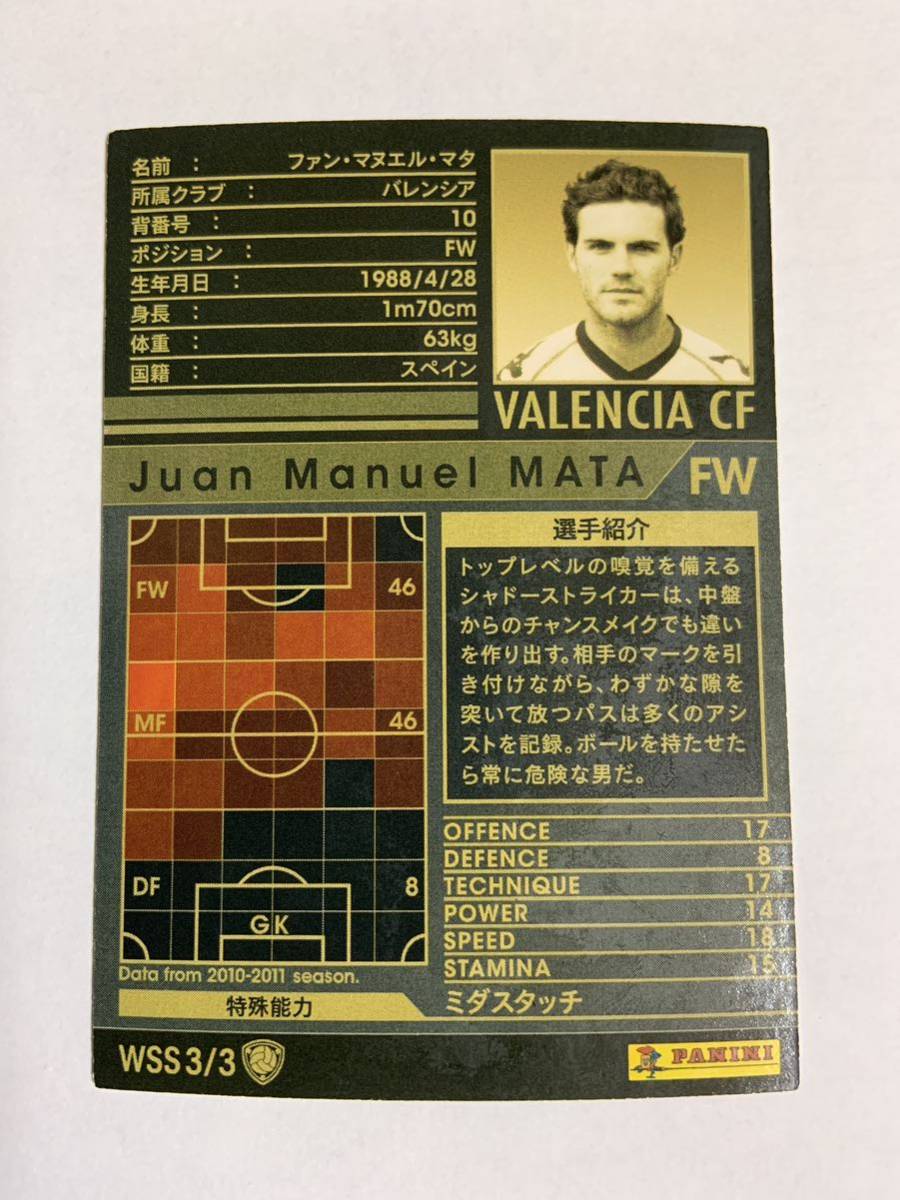 名前 : ファン・マヌエル・マタ
所属クラブ : バレンシア
背番号 : 10
ポジション : FW
生年月日 : 1988/4/28
身長 : 1m70cm
体重 : 63kg
国籍 : スペイン
VALENCIA CF
Juan Manuel MATA FW
FW 46
MF 46
DF 8
GK
Data from 2010-2011 season.
選手紹介
トップレベルの嗅覚を備える
シャドーストライカーは、中盤
からのチャンスメイクでも違い
を作り出す。相手のマークを引
き付けながら、わずかな隙を
突いて放つパスは多くのアシ
ストを記録。ボールを持たせた
ら常に危険な男だ。
OFFENCE 17
DEFENCE 8
TECHNIQUE 17
POWER 14
SPEED 18
STAMINA 15
特殊能力 ミダスタッチ
WSS 3/3
PANINI